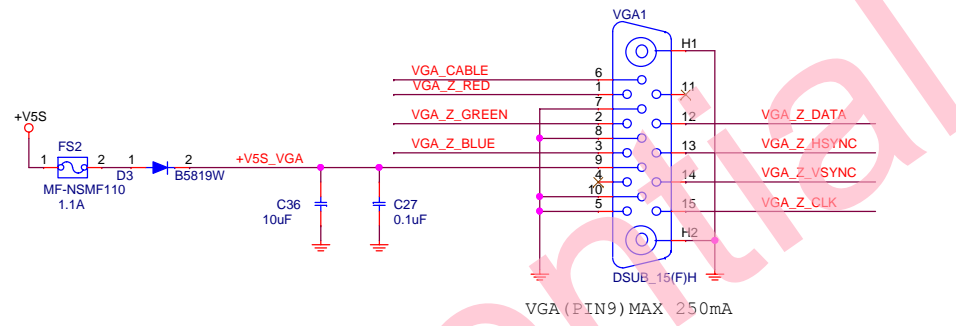 VGA1
H1
VGA_CABLE
6
VGA_Z_RED
1
11
7
+V5S
VGA_Z_GREEN
2
12
VGA_Z_DATA
8
FS2
VGA_Z_BLUE
3
13
VGA_Z_HSYNC
1 2 1 2 +V5S_VGA
9
D3 B5819W
4
14
VGA_Z_VSYNC
MF-NSMF110
1.1A
10
C36
10uF
C27
0.1uF
5
15
VGA_Z_CLK
H2
DSUB_15(F)H
VGA(PIN9)MAX 250mA
ential